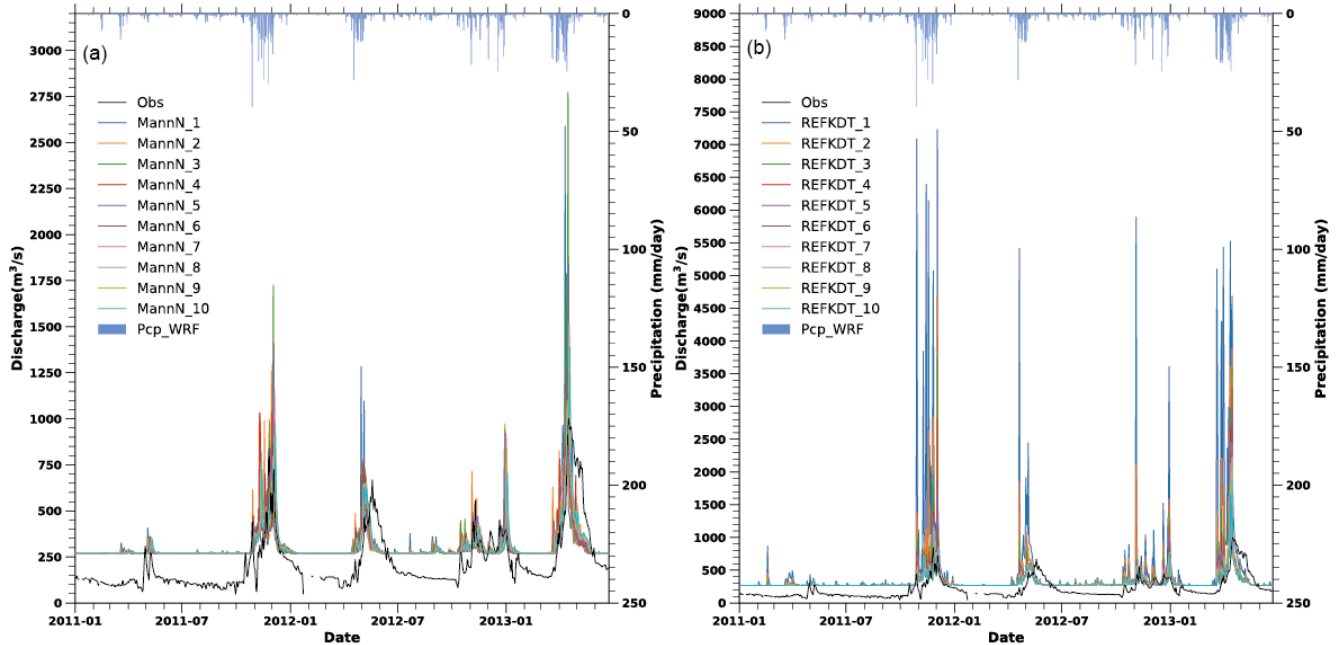 (a)
Discharge(m³/s)
3000
2750
2500
2250
2000
1750
1500
1250
1000
750
500
250
0
Obs
MannN_1
MannN_2
MannN_3
MannN_4
MannN_5
MannN_6
MannN_7
MannN_8
MannN_9
MannN_10
Pcp_WRF
0
50
100
150
200
250
Precipitation (mm/day)
2011-01
2011-07
2012-01
2012-07
2013-01
Date
(b)
Discharge(m³/s)
9000
8500
8000
7500
7000
6500
6000
5500
5000
4500
4000
3500
3000
2500
2000
1500
1000
500
0
Obs
REFKDT_1
REFKDT_2
REFKDT_3
REFKDT_4
REFKDT_5
REFKDT_6
REFKDT_7
REFKDT_8
REFKDT_9
REFKDT_10
Pcp_WRF
0
50
100
150
200
250
Precipitation (mm/day)
2011-01
2011-07
2012-01
2012-07
2013-01
Date